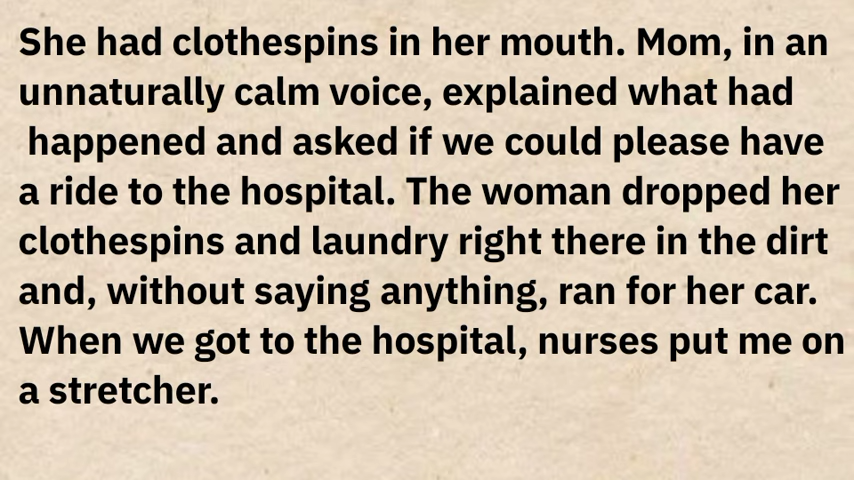 She had clothespins in her mouth. Mom, in an
unnaturally calm voice, explained what had
happened and asked if we could please have
a ride to the hospital. The woman dropped her
clothespins and laundry right there in the dirt
and, without saying anything, ran for her car.
When we got to the hospital, nurses put me on
a stretcher.